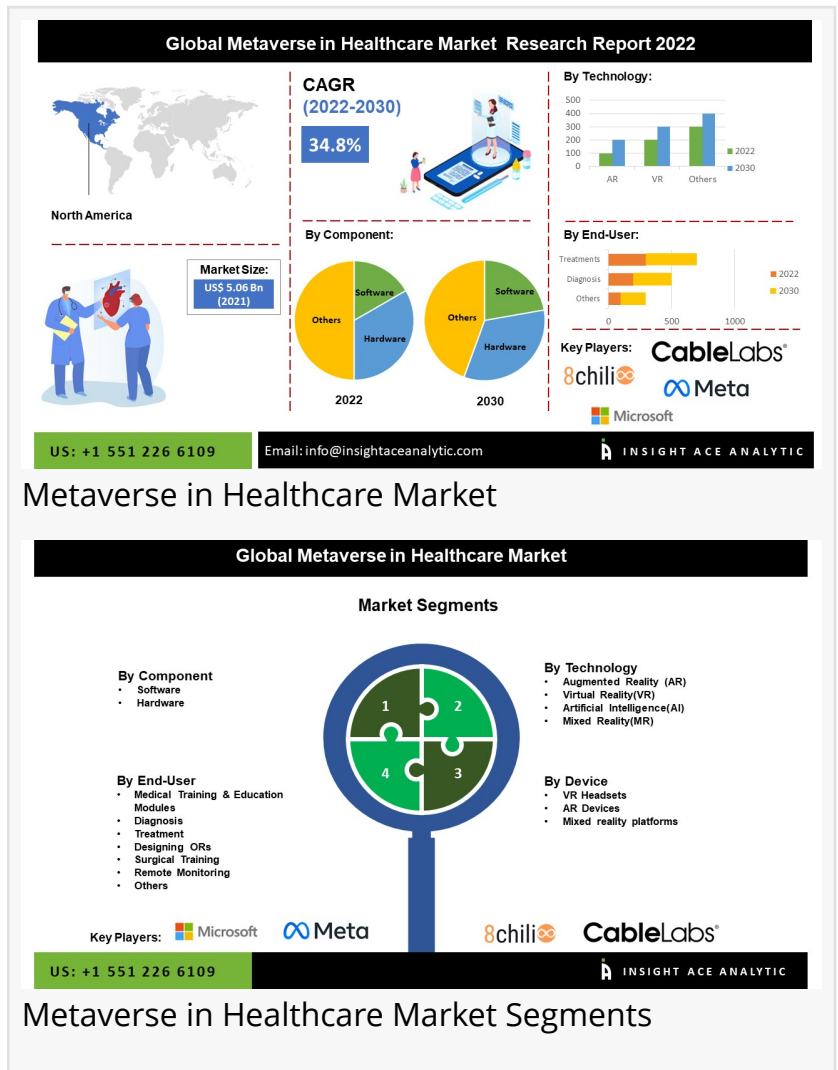 Global Metaverse in Healthcare Market Research Report 2022
North America
Market Size:
US$ 5.06 Bn
(2021)
CAGR
(2022-2030)
34.8%
By Component:
Software
Hardware
Others
2022
Software
Hardware
Others
2030
By Technology:
500
400
300
200
100
0
AR
VR
Others
2022
2030
By End-User:
Treatments
Diagnosis
Others
0
500
1000
2022
2030
Key Players:
CableLabs®
8chili
Meta
Microsoft
US: +1 551 226 6109
Email: info@insightaceanalytic.com
INSIGHT ACE ANALYTIC
Metaverse in Healthcare Market
Global Metaverse in Healthcare Market
Market Segments
By Component
• Software
• Hardware
By End-User
• Medical Training & Education
Modules
• Diagnosis
• Treatment
• Designing ORs
• Surgical Training
• Remote Monitoring
• Others
1
2
4
3
By Technology
• Augmented Reality (AR)
• Virtual Reality(VR)
• Artificial Intelligence(AI)
• Mixed Reality(MR)
By Device
• VR Headsets
• AR Devices
• Mixed reality platforms
Key Players:
Microsoft
Meta
8chili
CableLabs®
US: +1 551 226 6109
INSIGHT ACE ANALYTIC
Metaverse in Healthcare Market Segments